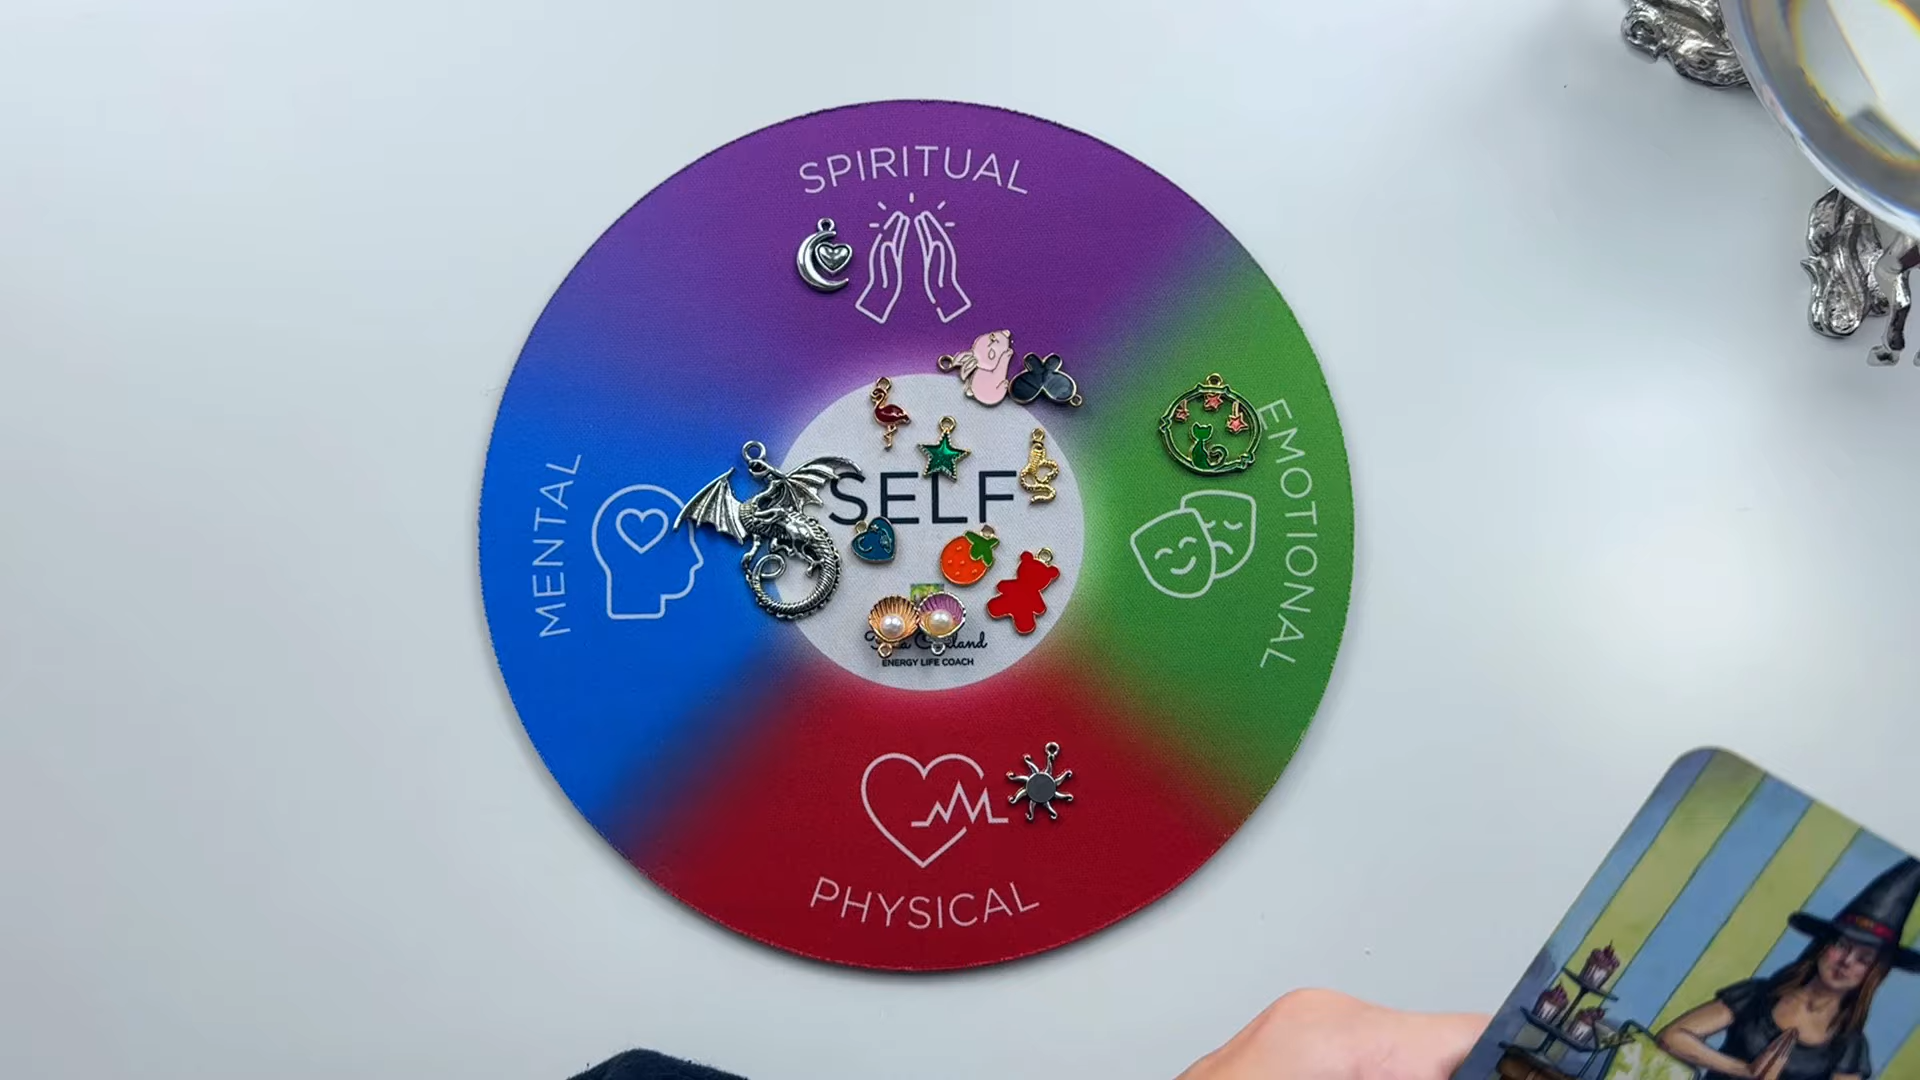 SPIRITUAL
MENTAL
SELF
EMOTIONAL
ENERGY LIFE COACH
PHYSICAL